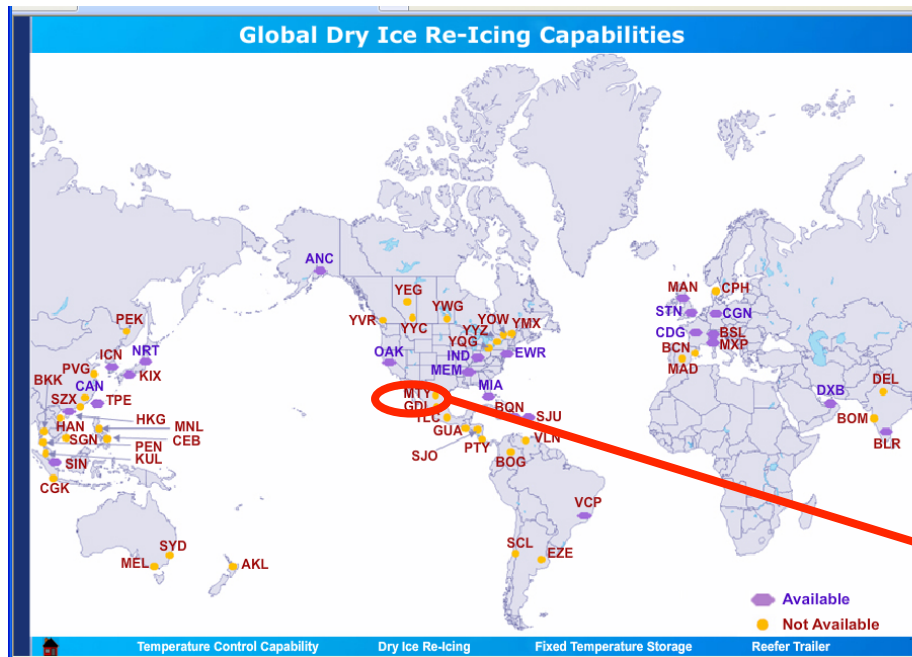 Global Dry Ice Re-Icing Capabilities
ANC
YEG
YWG
YVR
YYC
YOW
YYZ
YMX
YQG
OAK
IND
EWR
MEM
MIA
MTY
GDL
TLC
BQN
SJU
GUA
SJO
PTY
VLN
BOG
VCP
SCL
EZE
MAN
CPH
STN
CGN
CDG
BSL
MXP
BCN
MAD
DXB
DEL
BOM
BLR
PEK
ICN
NRT
PVG
KIX
BKK
CAN
SZX
TPE
HKG
MNL
HAN
SGN
CEB
PEN
KUL
SIN
CGK
SYD
MEL
AKL
Available
Not Available
Temperature Control Capability Dry Ice Re-Icing Fixed Temperature Storage Reefer Trailer